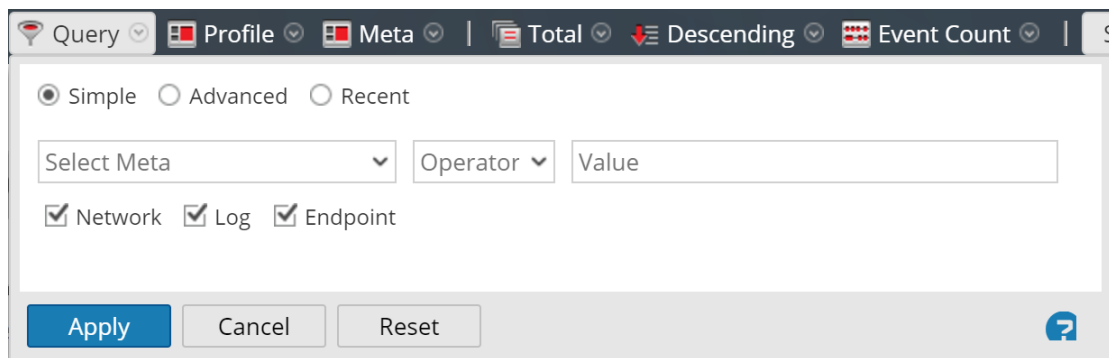 Query Profile Meta | Total Descending Event Count | S
Simple Advanced Recent
Select Meta Operator Value
Network Log Endpoint
Apply Cancel Reset ?